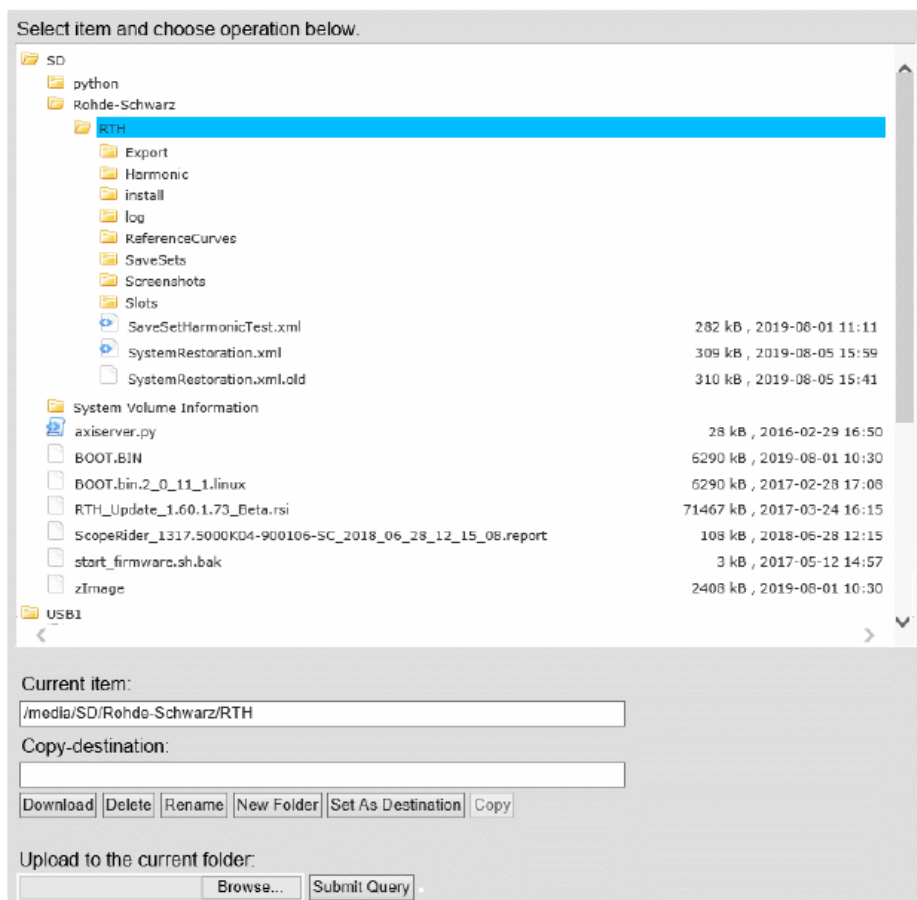 Select item and choose operation below.
SD
python
Rohde-Schwarz
RTH
Export
Harmonic
install
log
ReferenceCurves
SaveSets
Screenshots
Slots
SaveSetHarmonicTest.xml 282 kB , 2019-08-01 11:11
SystemRestoration.xml 309 kB , 2019-08-05 15:59
SystemRestoration.xml.old 310 kB , 2019-08-05 15:41
System Volume Information
axiserver.py 28 kB , 2016-02-29 16:50
BOOT.BIN 6290 kB , 2019-08-01 10:30
BOOT.bin.2_0_11_1.linux 6290 kB , 2017-02-28 17:08
RTH_Update_1.60.1.73_Beta.rsi 71467 kB , 2017-03-24 16:15
ScopeRider_1317.5000K04-900106-SC_2018_06_28_12_15_08.report 108 kB , 2018-06-28 12:15
start_firmware.sh.bak 3 kB , 2017-05-12 14:57
zImage 2408 kB , 2019-08-01 10:30
USB1
Current item:
/media/SD/Rohde-Schwarz/RTH
Copy-destination:
Download Delete Rename New Folder Set As Destination Copy
Upload to the current folder:
Browse... Submit Query